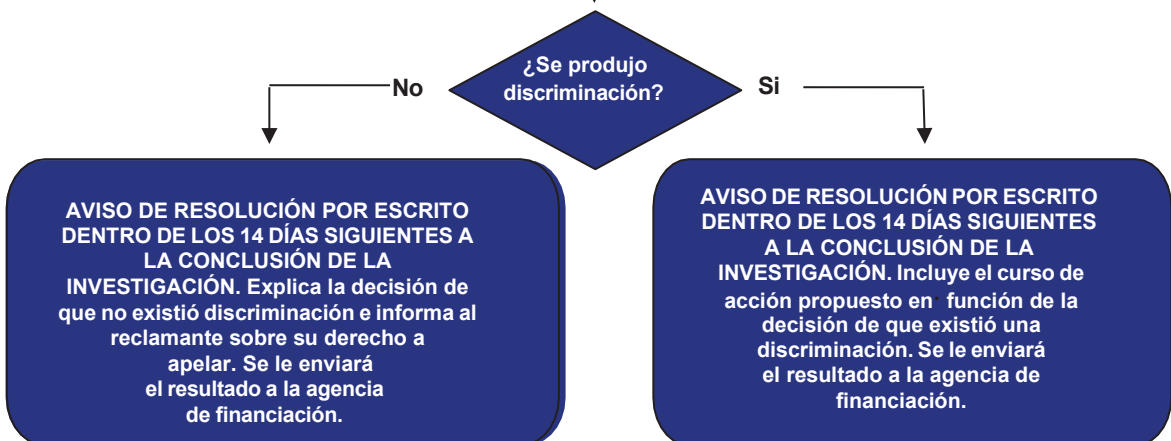 ¿Se produjo
discriminación?
No
Si
AVISO DE RESOLUCIÓN POR ESCRITO
DENTRO DE LOS 14 DÍAS SIGUIENTES A
LA CONCLUSIÓN DE LA
INVESTIGACIÓN. Explica la decisión de
que no existió discriminación e informa al
reclamante sobre su derecho a
apelar. Se le enviará
el resultado a la agencia
de financiación.
AVISO DE RESOLUCIÓN POR ESCRITO
DENTRO DE LOS 14 DÍAS SIGUIENTES
A LA CONCLUSIÓN DE LA
INVESTIGACIÓN. Incluye el curso de
acción propuesto en función de la
decisión de que existió una
discriminación. Se le enviará
el resultado a la agencia de
financiación.